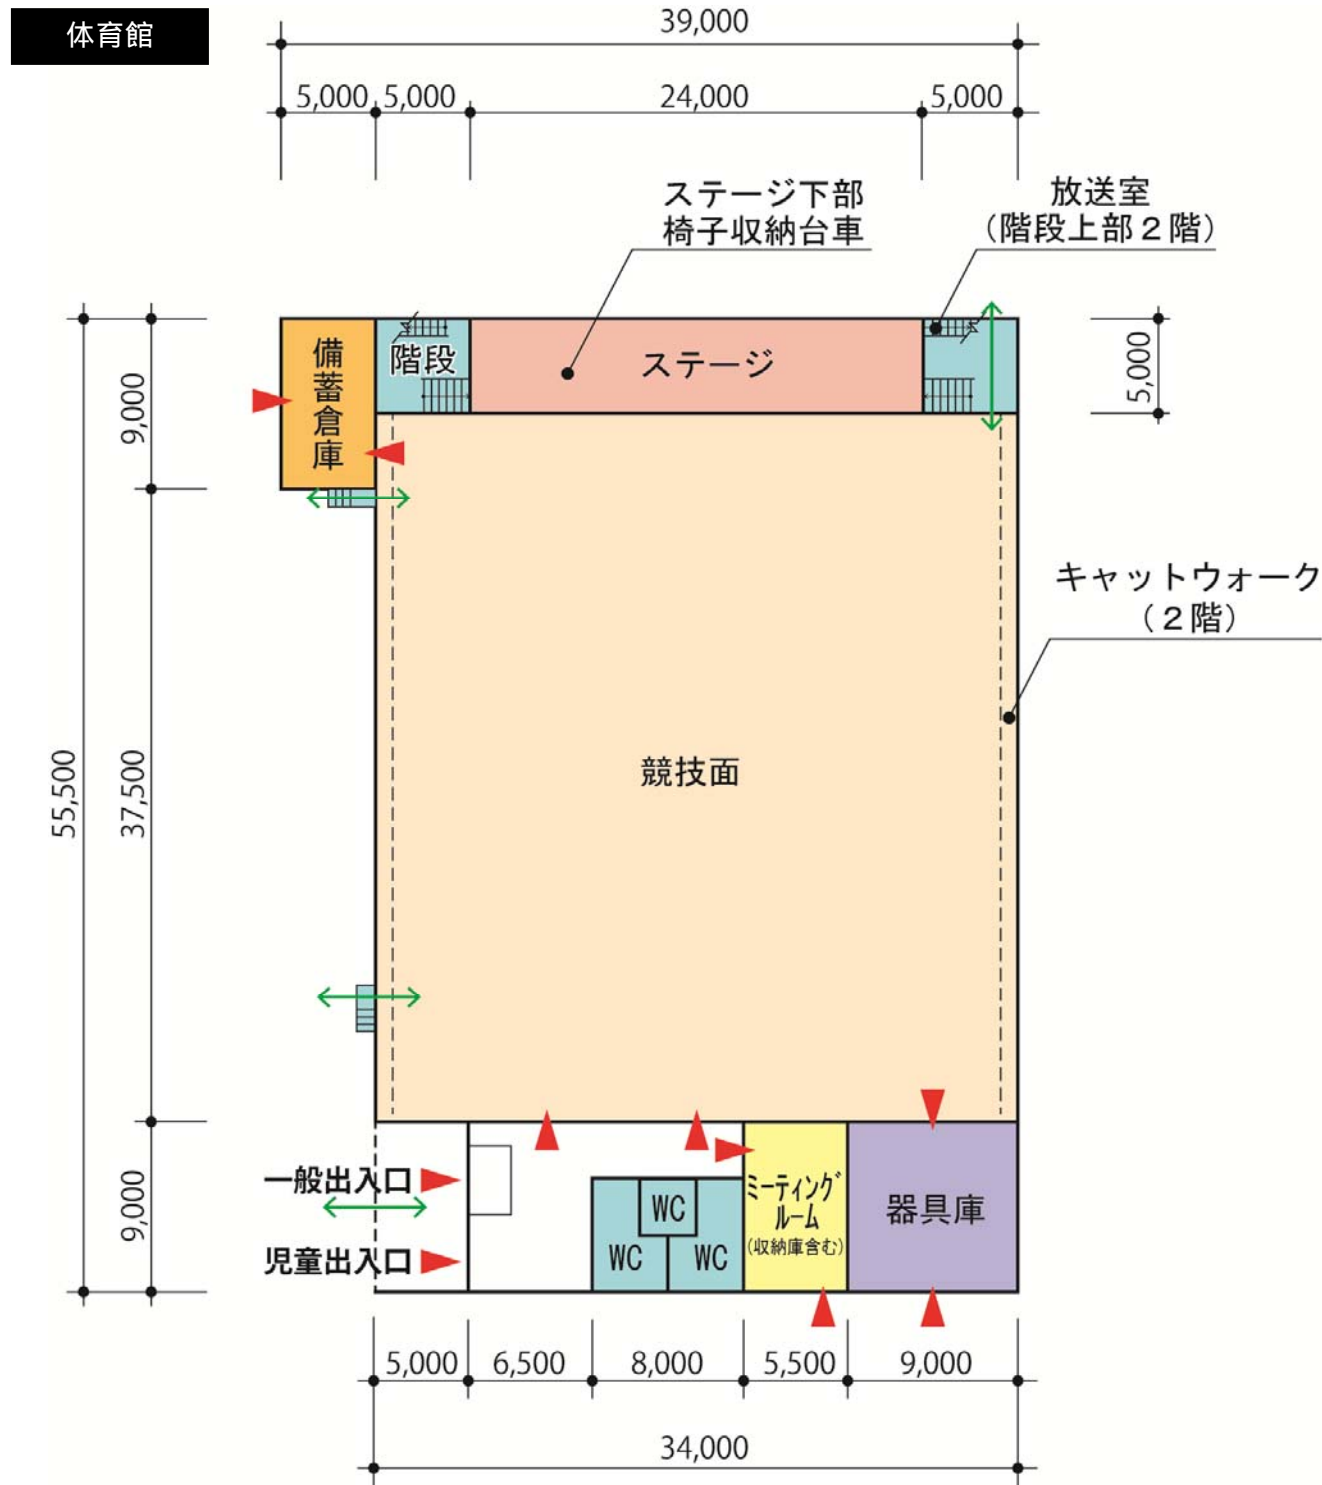 体育館
39,000
5,000
5,000
24,000
5,000
ステージ下部
椅子収納台車
放送室
（階段上部２階）
備蓄倉庫
階段
ステージ
9,000
5,000
キャットウォーク
（２階）
競技面
55,500
37,500
一般出入口
児童出入口
9,000
WC
WC
WC
ミーティング
ルーム
（収納庫含む）
器具庫
5,000
6,500
8,000
5,500
9,000
34,000